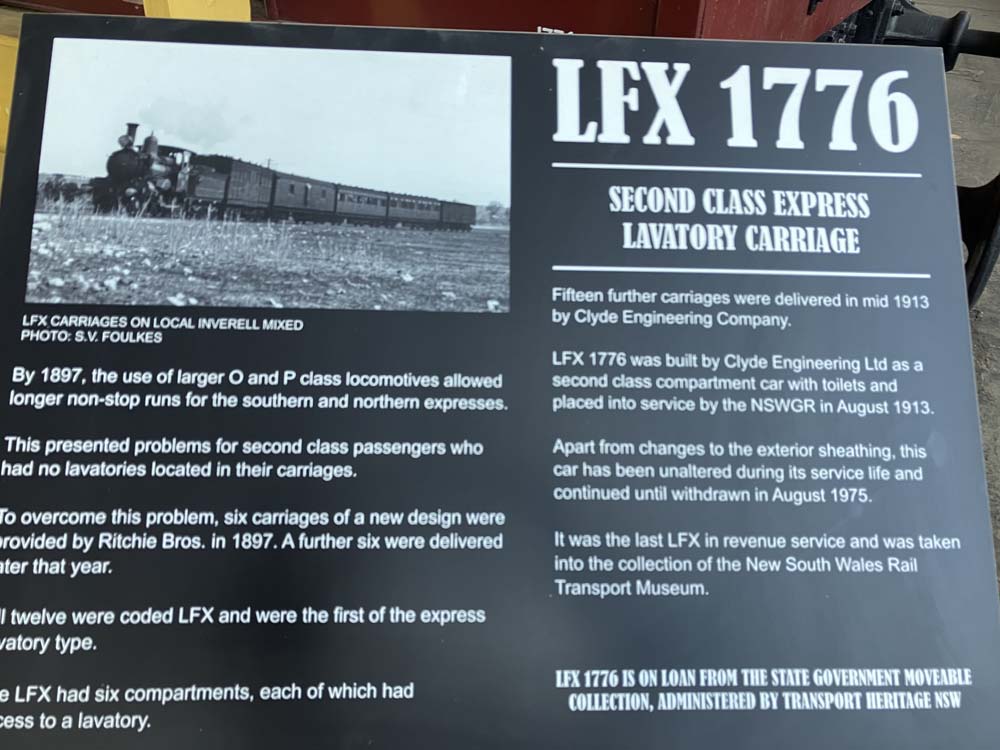 LFX CARRIAGES ON LOCAL INVERELL MIXED
PHOTO: S.V. FOULKES
By 1897, the use of larger O and P class locomotives allowed
longer non-stop runs for the southern and northern expresses.
This presented problems for second class passengers who
had no lavatories located in their carriages.
To overcome this problem, six carriages of a new design were
provided by Ritchie Bros. in 1897. A further six were delivered
ater that year.
ll twelve were coded LFX and were the first of the express
vatory type.
e LFX had six compartments, each of which had
cess to a lavatory.
LFX 1776
SECOND CLASS EXPRESS
LAVATORY CARRIAGE
Fifteen further carriages were delivered in mid 1913
by Clyde Engineering Company.
LFX 1776 was built by Clyde Engineering Ltd as a
second class compartment car with toilets and
placed into service by the NSWGR in August 1913.
Apart from changes to the exterior sheathing, this
car has been unaltered during its service life and
continued until withdrawn in August 1975.
It was the last LFX in revenue service and was taken
into the collection of the New South Wales Rail
Transport Museum.
LFX 1776 IS ON LOAN FROM THE STATE GOVERNMENT MOVEABLE
COLLECTION, ADMINISTERED BY TRANSPORT HERITAGE NSW